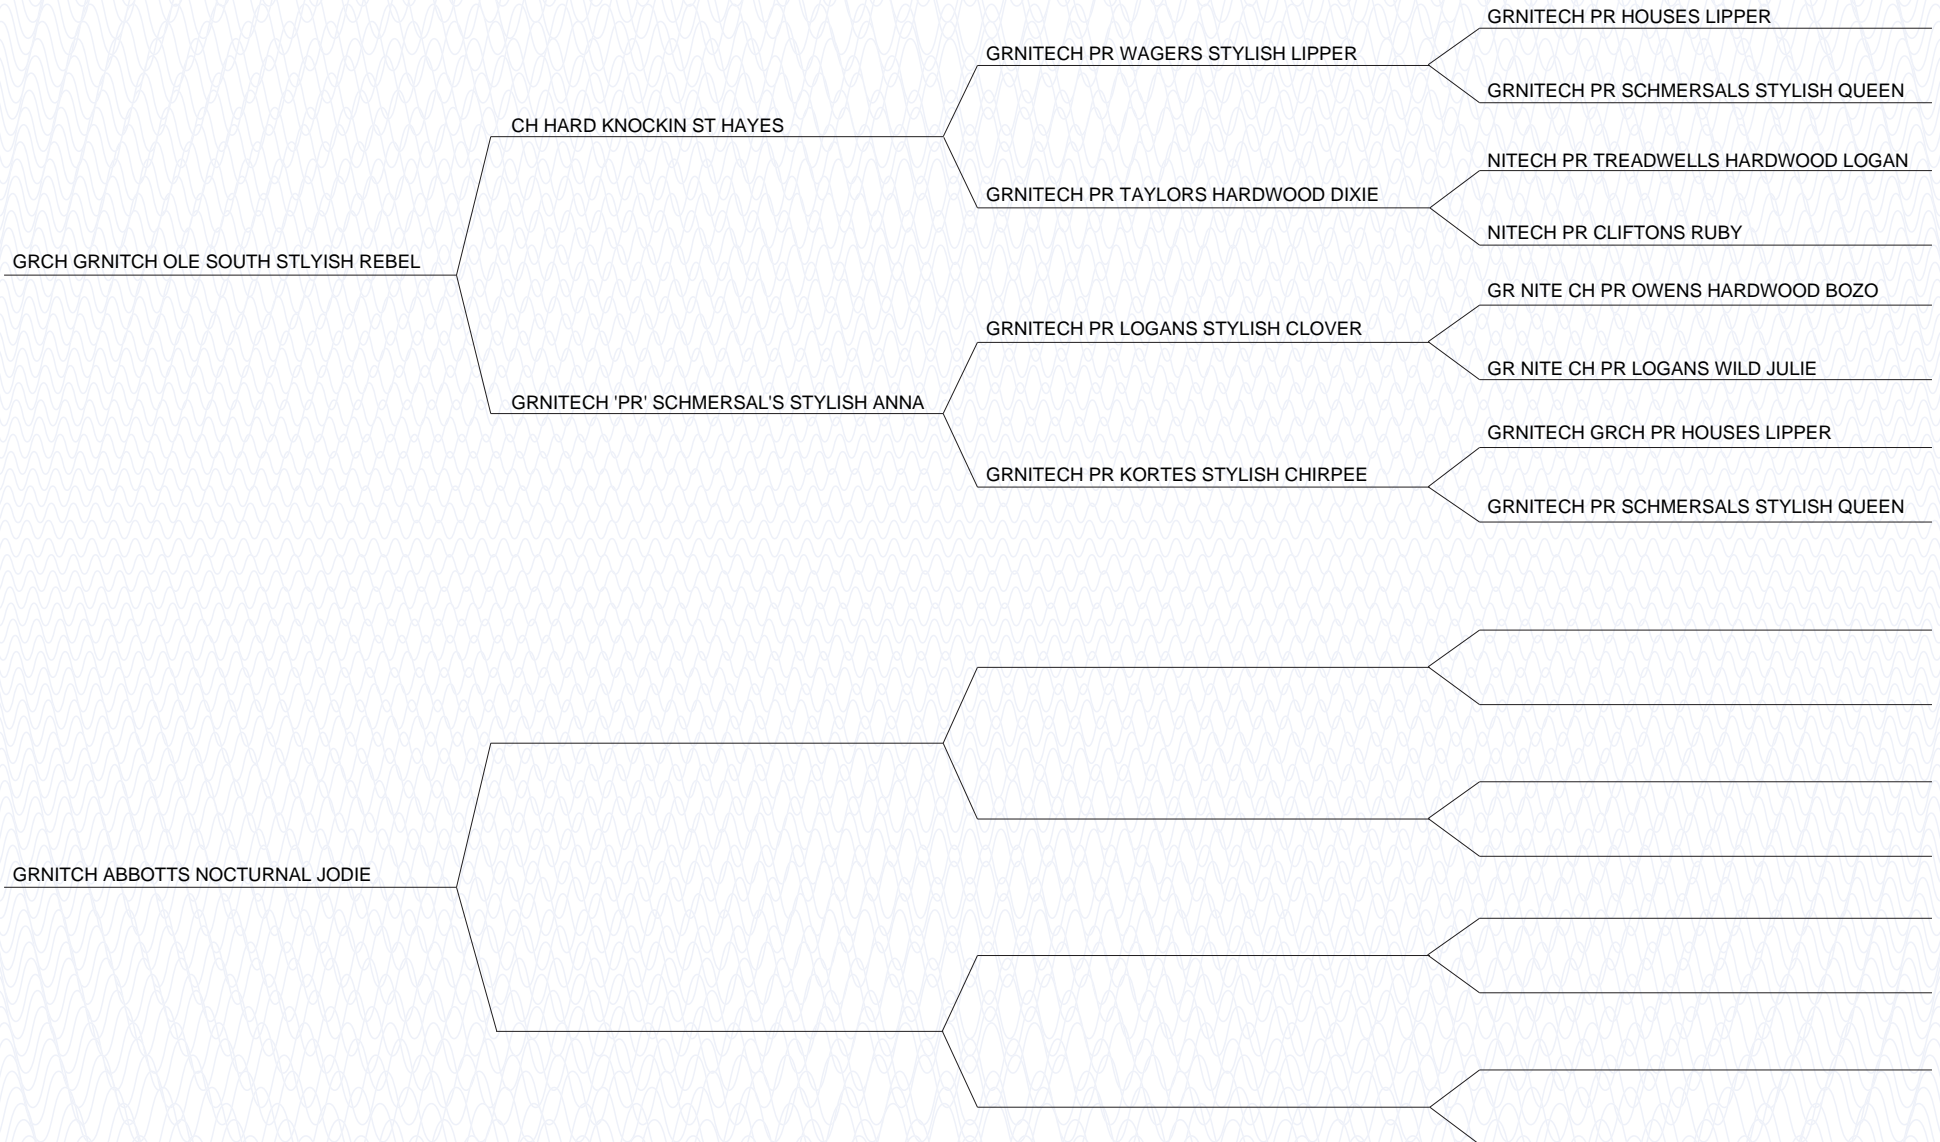 GRNITECH PR HOUSES LIPPER
GRNITECH PR WAGERS STYLISH LIPPER
GRNITECH PR SCHMERSALS STYLISH QUEEN
CH HARD KNOCKIN ST HAYES
NITECH PR TREADWELLS HARDWOOD LOGAN
GRNITECH PR TAYLORS HARDWOOD DIXIE
NITECH PR CLIFTONS RUBY
GRCH GRNITCH OLE SOUTH STLYISH REBEL
GR NITE CH PR OWENS HARDWOOD BOZO
GRNITECH PR LOGANS STYLISH CLOVER
GR NITE CH PR LOGANS WILD JULIE
GRNITECH 'PR' SCHMERSAL'S STYLISH ANNA
GRNITECH GRCH PR HOUSES LIPPER
GRNITECH PR KORTES STYLISH CHIRPEE
GRNITECH PR SCHMERSALS STYLISH QUEEN
GRNITCH ABBOTTS NOCTURNAL JODIE